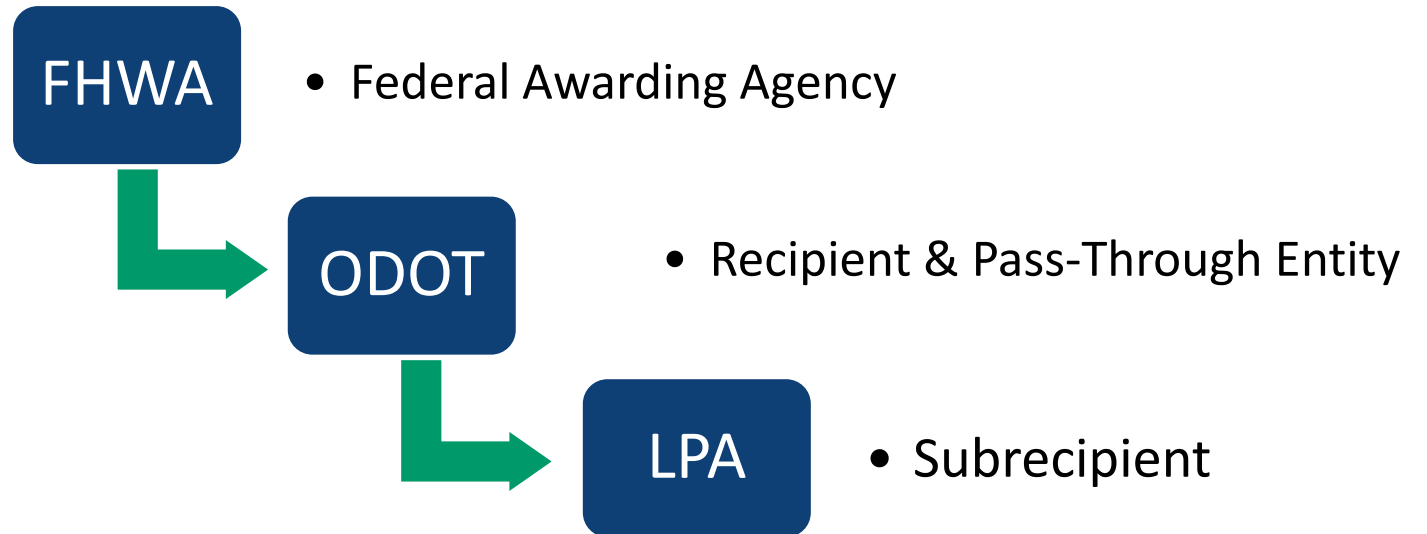 FHWA
• Federal Awarding Agency
ODOT
• Recipient & Pass-Through Entity
LPA
• Subrecipient